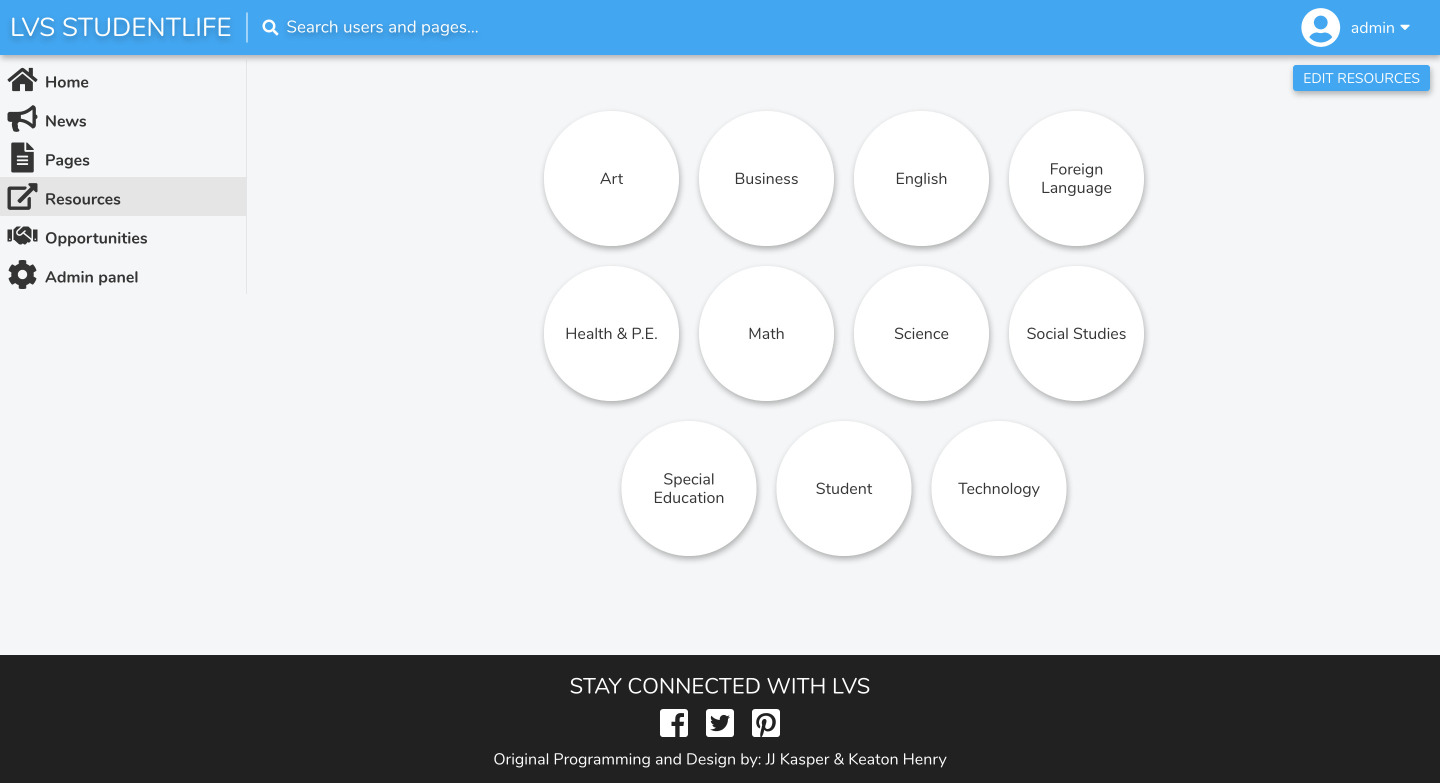 LVS STUDENTLIFE
Search users and pages...
admin
Home
News
Pages
Resources
Opportunities
Admin panel
EDIT RESOURCES
Art
Business
English
Foreign
Language
Health & P.E.
Math
Science
Social Studies
Special
Education
Student
Technology
STAY CONNECTED WITH LVS
Original Programming and Design by: JJ Kasper & Keaton Henry